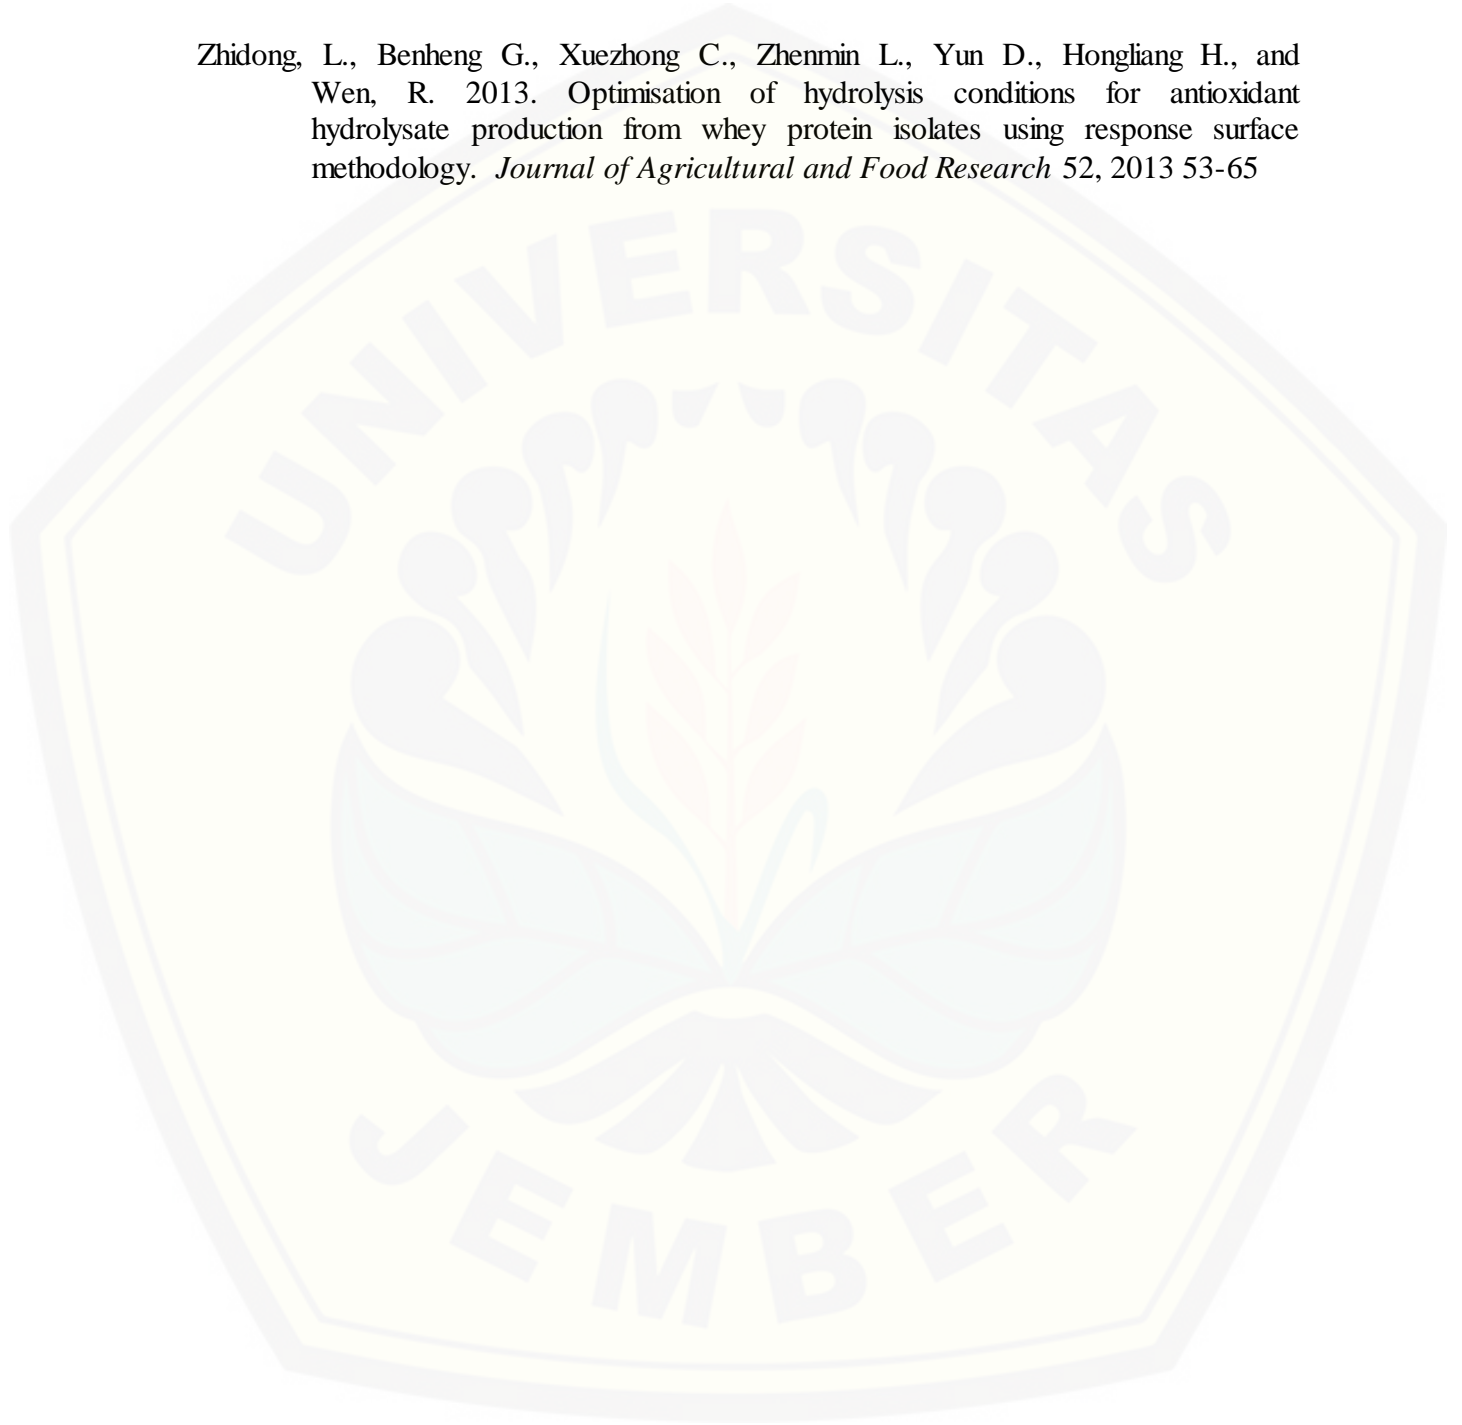 Zhidong, L., Benheng G., Xuezhong C., Zhenmin L., Yun D., Hongliang H., and
Wen, R. 2013. Optimisation of hydrolysis conditions for antioxidant
hydrolysate production from whey protein isolates using response surface
methodology. Journal of Agricultural and Food Research 52, 2013 53-65
UNIVERSITAS
JEMBER